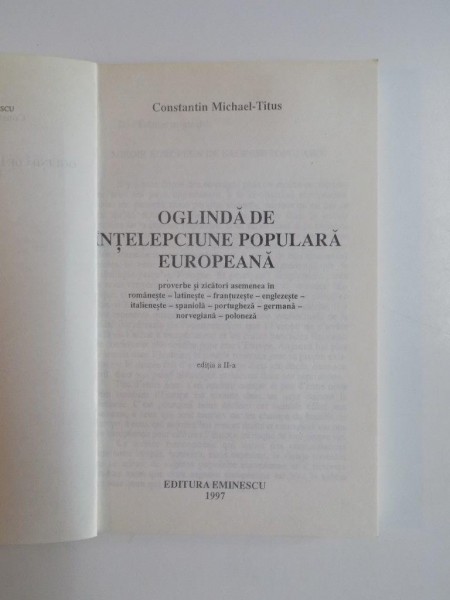 SCU
Constantin Michael-Titus
OGLINDĂ DE
ÎNȚELEPCIUNE POPULARĂ
EUROPEANĂ
proverbe și zicători asemenea în
românește – latinește – franțuzește – englezește –
italienește – spaniolă – portugheză – germană –
norvegiană – poloneză
ediția a II-a
EDITURA EMINESCU
1997